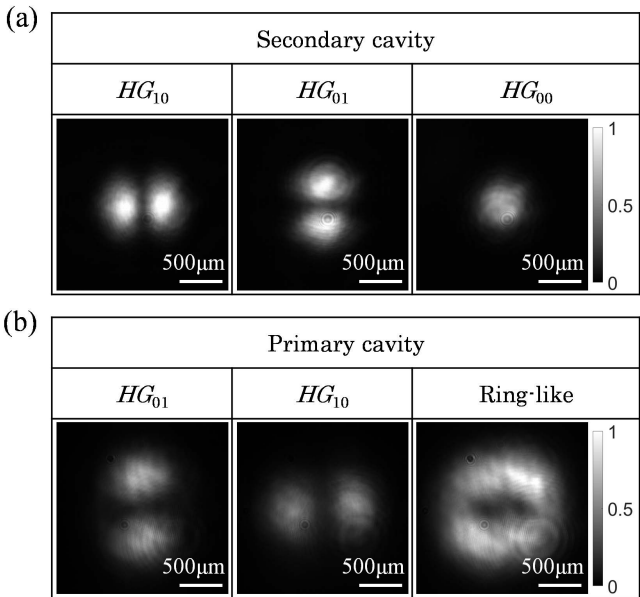 (a)
Secondary cavity
HG₁₀ HG₀₁ HG₀₀
500μm 500μm 500μm
1
0.5
0
(b)
Primary cavity
HG₀₁ HG₁₀ Ring-like
500μm 500μm 500μm
1
0.5
0